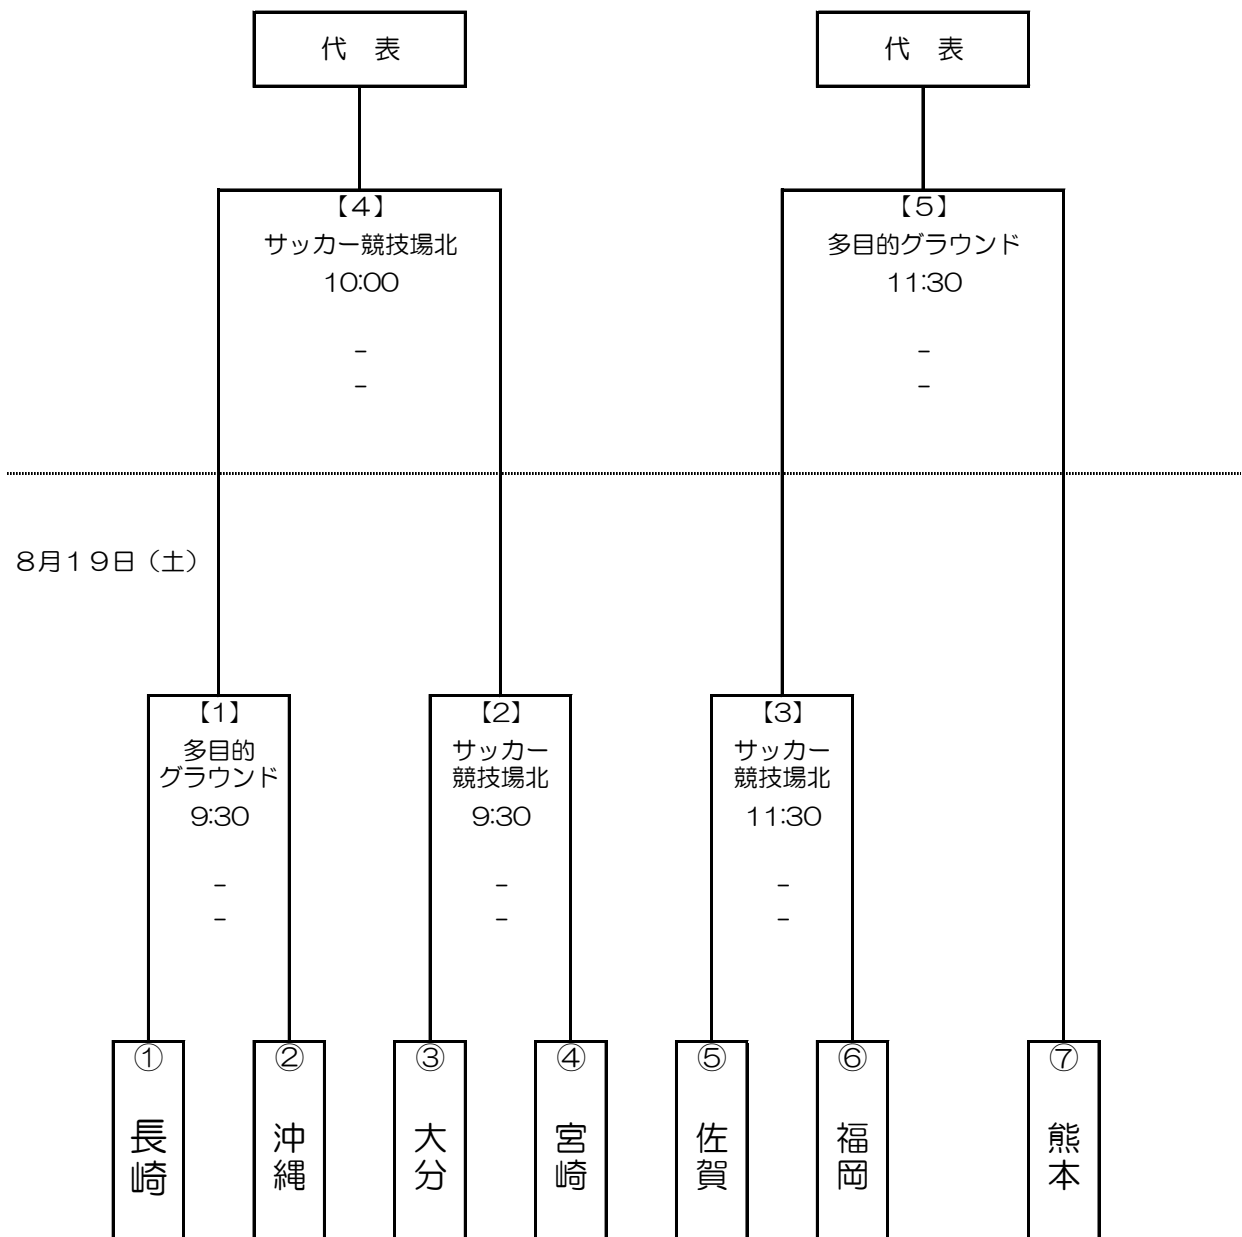 代　表
代　表
【4】
サッカー競技場北
10:00
-
-
【5】
多目的グラウンド
11:30
-
-
８月１９日（土）
【1】
多目的
グラウンド
9:30
-
-
【2】
サッカー
競技場北
9:30
-
-
【3】
サッカー
競技場北
11:30
-
-
①
長崎
②
沖縄
③
大分
④
宮崎
⑤
佐賀
⑥
福岡
⑦
熊本